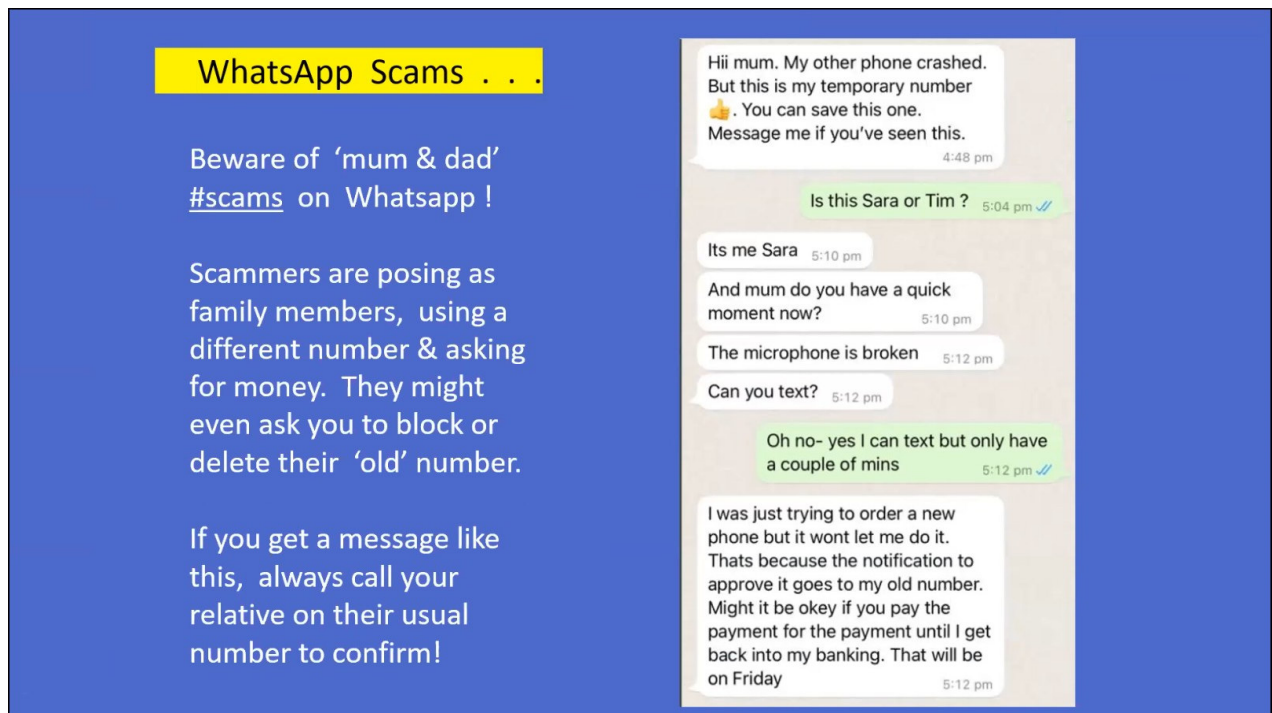 WhatsApp Scams . . .
Beware of ‘mum & dad’
#scams on Whatsapp !
Scammers are posing as
family members, using a
different number & asking
for money. They might
even ask you to block or
delete their ‘old’ number.
If you get a message like
this, always call your
relative on their usual
number to confirm!
Hii mum. My other phone crashed.
But this is my temporary number
👍. You can save this one.
Message me if you’ve seen this.
4:48 pm
Is this Sara or Tim ? 5:04 pm
Its me Sara 5:10 pm
And mum do you have a quick
moment now? 5:10 pm
The microphone is broken 5:12 pm
Can you text? 5:12 pm
Oh no- yes I can text but only have
a couple of mins 5:12 pm
I was just trying to order a new
phone but it wont let me do it.
Thats because the notification to
approve it goes to my old number.
Might it be okey if you pay the
payment for the payment until I get
back into my banking. That will be
on Friday 5:12 pm